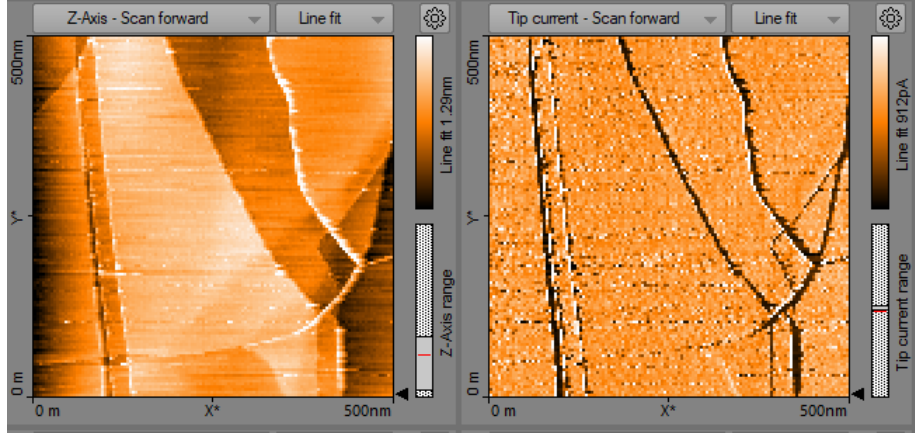 Z-Axis - Scan forward
Line fit
500nm
Y*
0 m
0 m
X*
500nm
Line fit 1.29nm
Z-Axis range
Tip current - Scan forward
Line fit
500nm
Y*
0 m
0 m
X*
500nm
Line fit 912pA
Tip current range